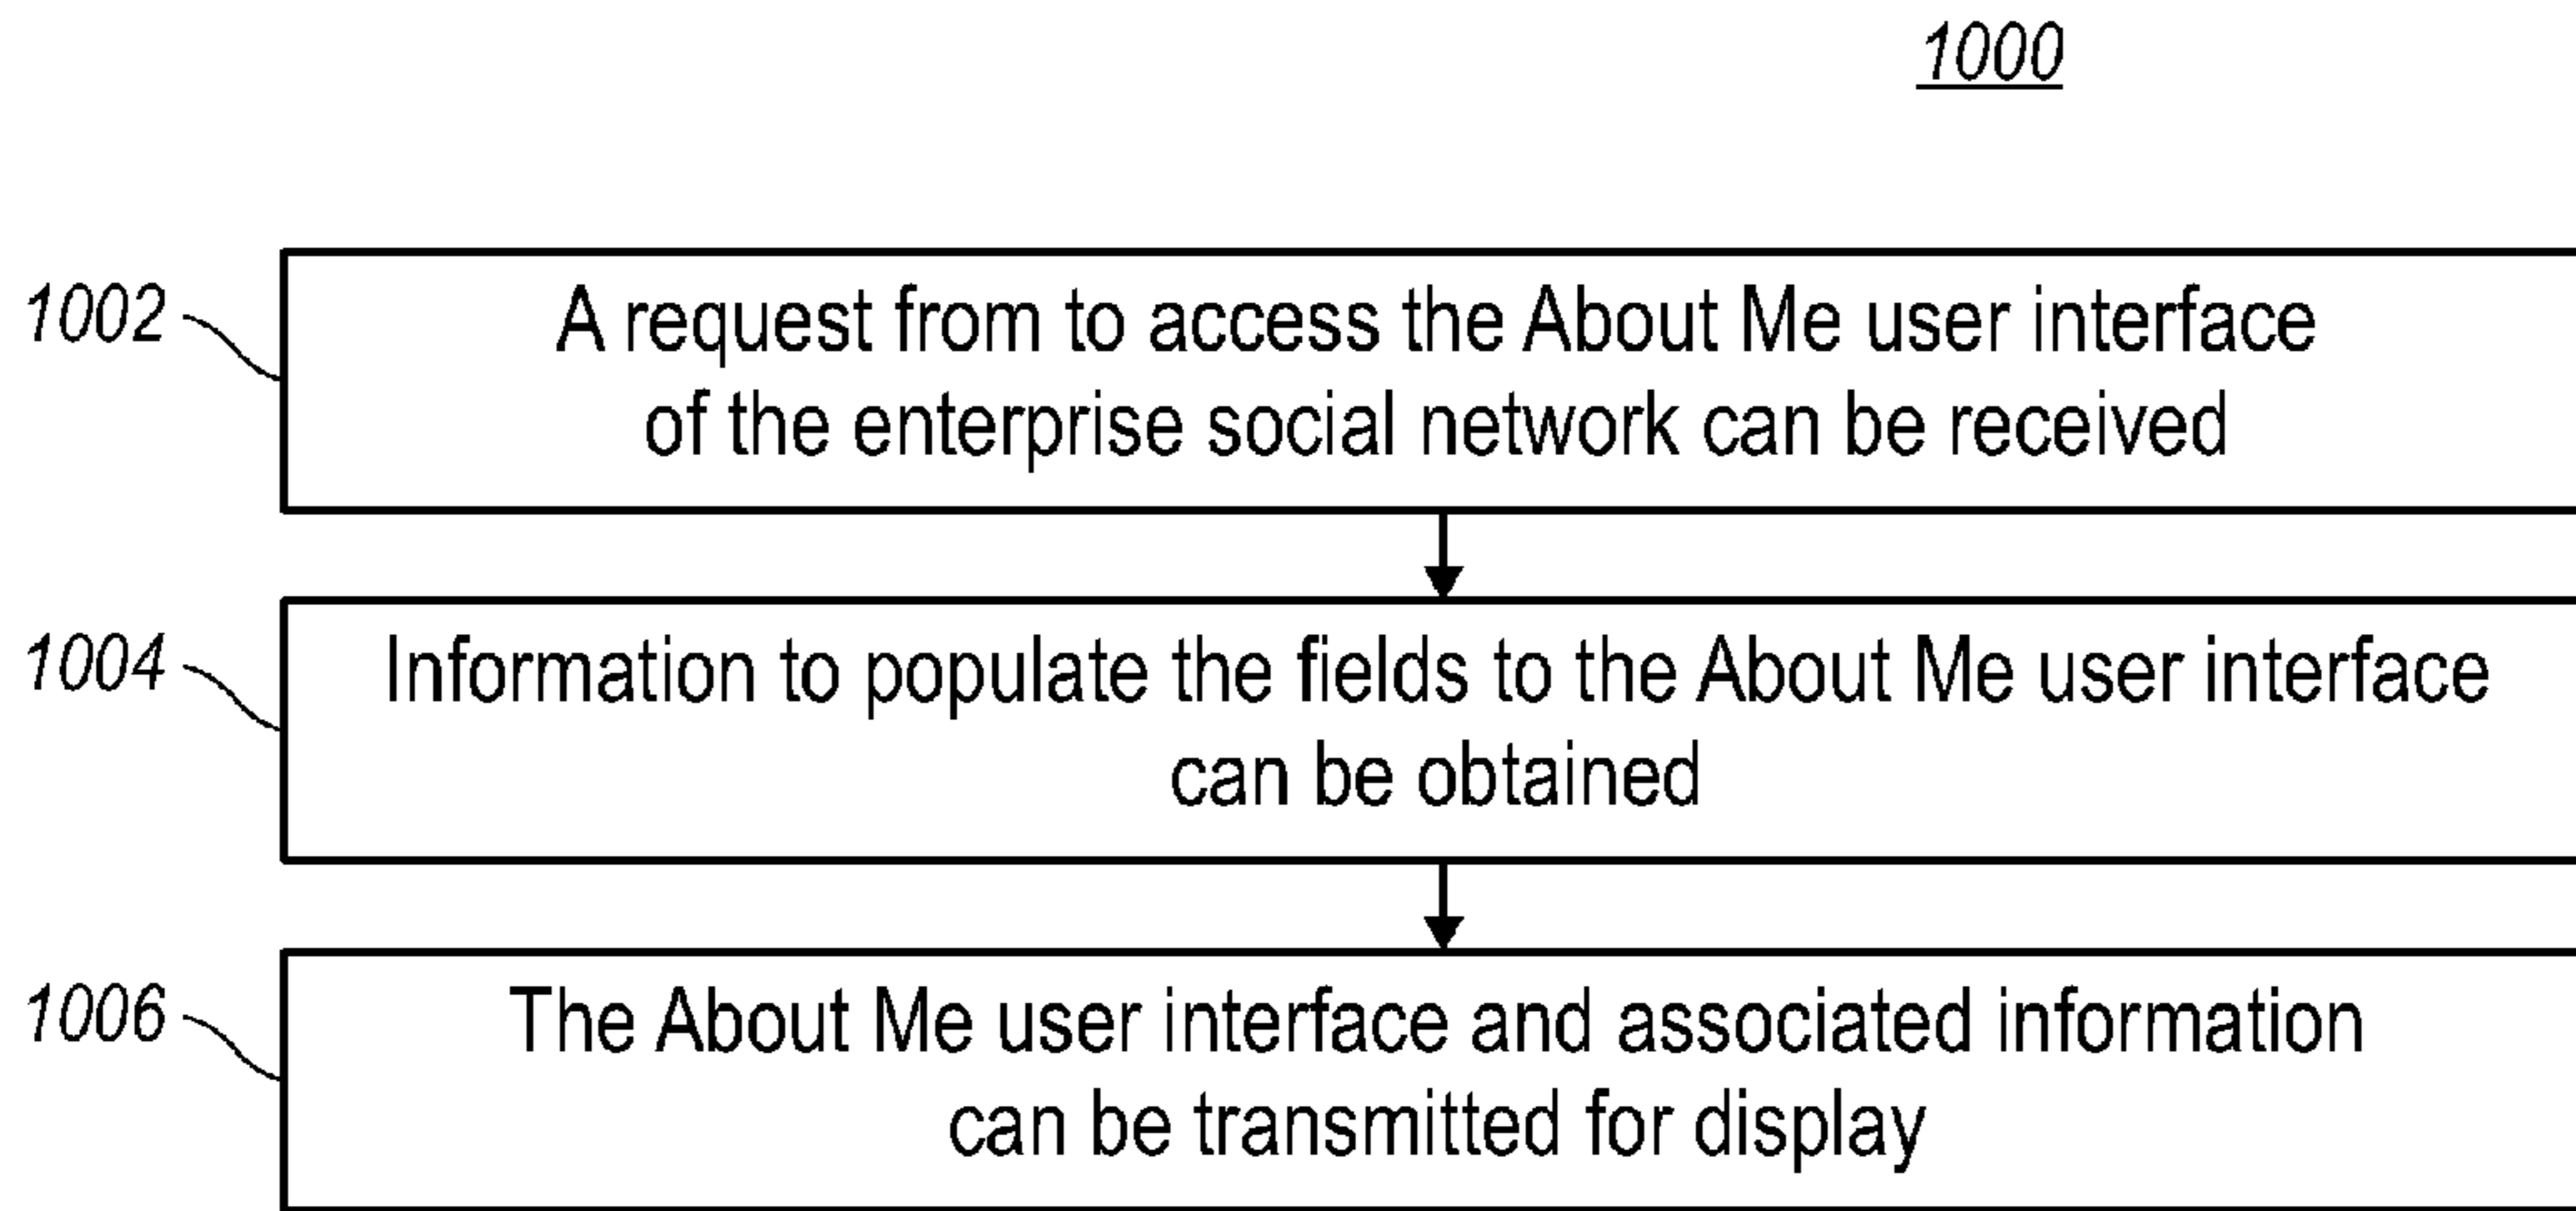 1000
1002
A request from to access the About Me user interface
of the enterprise social network can be received
1004
Information to populate the fields to the About Me user interface
can be obtained
1006
The About Me user interface and associated information
can be transmitted for display